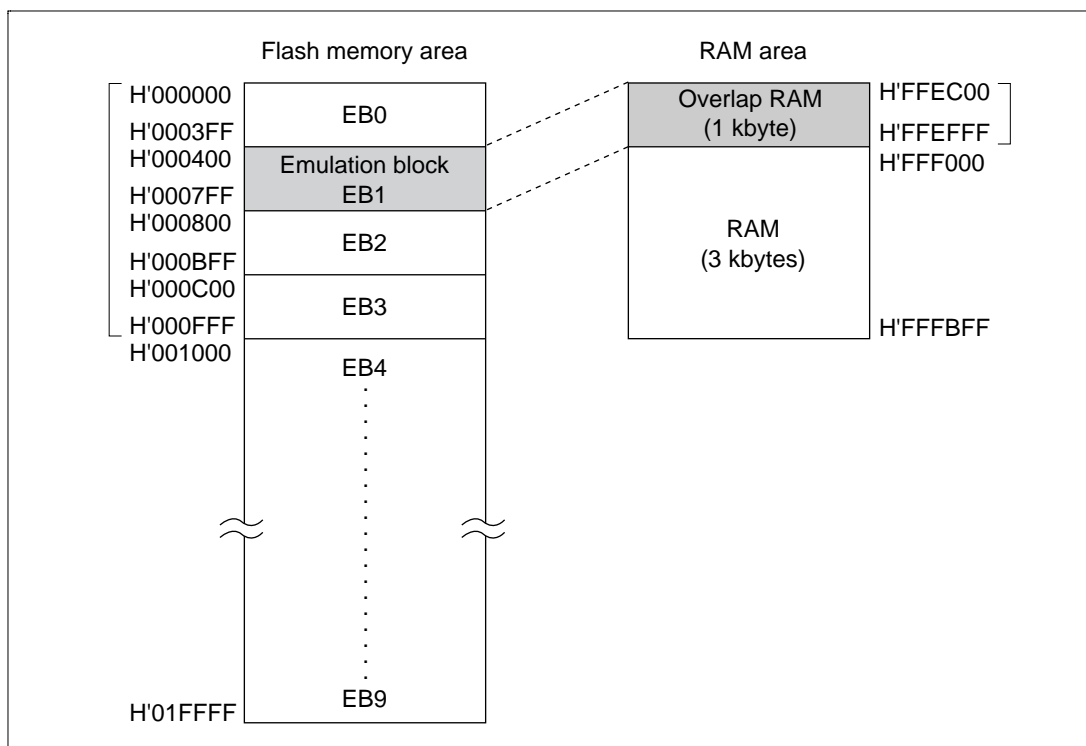 Flash memory area
RAM area
H'000000
EB0
H'0003FF
H'000400
Emulation block
EB1
H'0007FF
H'000800
EB2
H'000BFF
H'000C00
EB3
H'000FFF
H'001000
EB4
EB9
H'01FFFF
Overlap RAM
(1 kbyte)
H'FFEC00
H'FFEFFF
H'FFF000
RAM
(3 kbytes)
H'FFFBFF